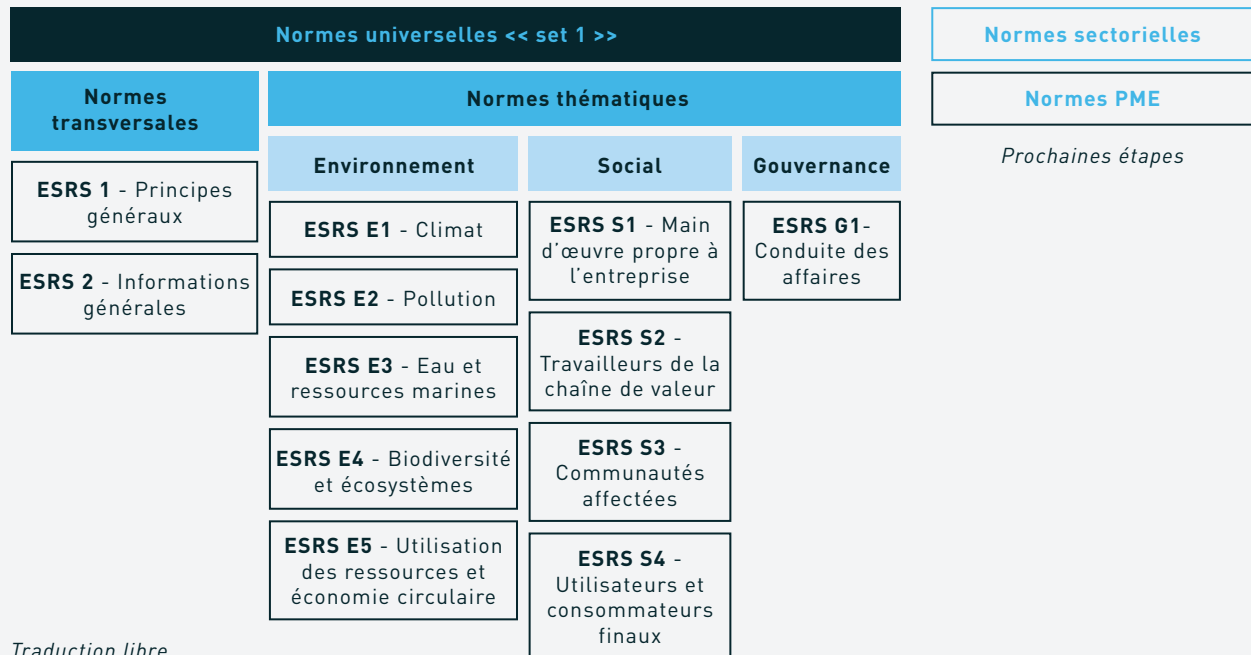 Normes universelles << set 1 >>
Normes
transversales
ESRS 1 - Principes
généraux
ESRS 2 - Informations
générales
Normes thématiques
Environnement
ESRS E1 - Climat
ESRS E2 - Pollution
ESRS E3 - Eau et
ressources marines
ESRS E4 - Biodiversité
et écosystèmes
ESRS E5 - Utilisation
des ressources et
économie circulaire
Social
ESRS S1 - Main
d'œuvre propre à
l'entreprise
ESRS S2 -
Travailleurs de la
chaîne de valeur
ESRS S3 -
Communautés
affectées
ESRS S4 -
Utilisateurs et
consommateurs
finaux
Gouvernance
ESRS G1-
Conduite des
affaires
Normes sectorielles
Normes PME
Prochaines étapes
Traduction libre